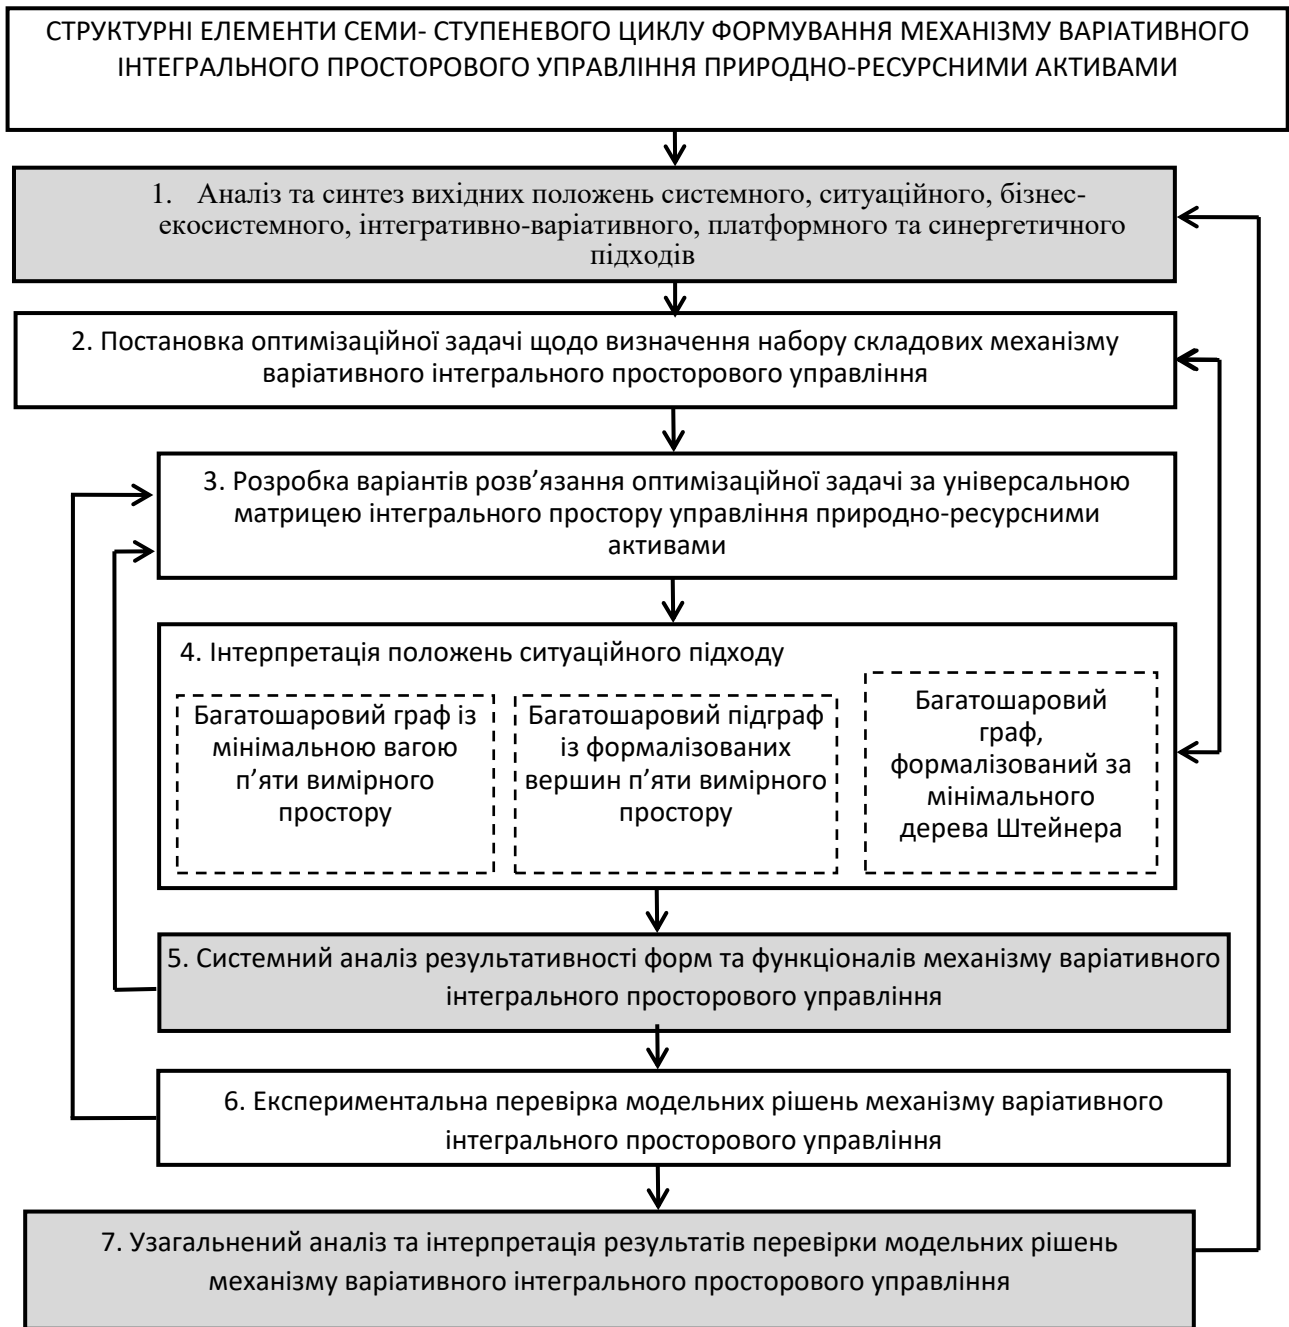 СТРУКТУРНІ ЕЛЕМЕНТИ СЕМИ- СТУПЕНЕВОГО ЦИКЛУ ФОРМУВАННЯ МЕХАНІЗМУ ВАРІАТИВНОГО
ІНТЕГРАЛЬНОГО ПРОСТОРОВОГО УПРАВЛІННЯ ПРИРОДНО-РЕСУРСНИМИ АКТИВАМИ
1. Аналіз та синтез вихідних положень системного, ситуаційного, бізнес-
екосистемного, інтегративно-варіативного, платформного та синергетичного
підходів
2. Постановка оптимізаційної задачі щодо визначення набору складових механізму
варіативного інтегрального просторового управління
3. Розробка варіантів розв’язання оптимізаційної задачі за універсальною
матрицею інтегрального простору управління природно-ресурсними
активами
4. Інтерпретація положень ситуаційного підходу
Багатошаровий граф із
мінімальною вагою
п’яти вимірного
простору
Багатошаровий підграф
із формалізованих
вершин п’яти вимірного
простору
Багатошаровий
граф,
формалізований за
мінімального
дерева Штейнера
5. Системний аналіз результативності форм та функціоналів механізму варіативного
інтегрального просторового управління
6. Експериментальна перевірка модельних рішень механізму варіативного
інтегрального просторового управління
7. Узагальнений аналіз та інтерпретація результатів перевірки модельних рішень
механізму варіативного інтегрального просторового управління